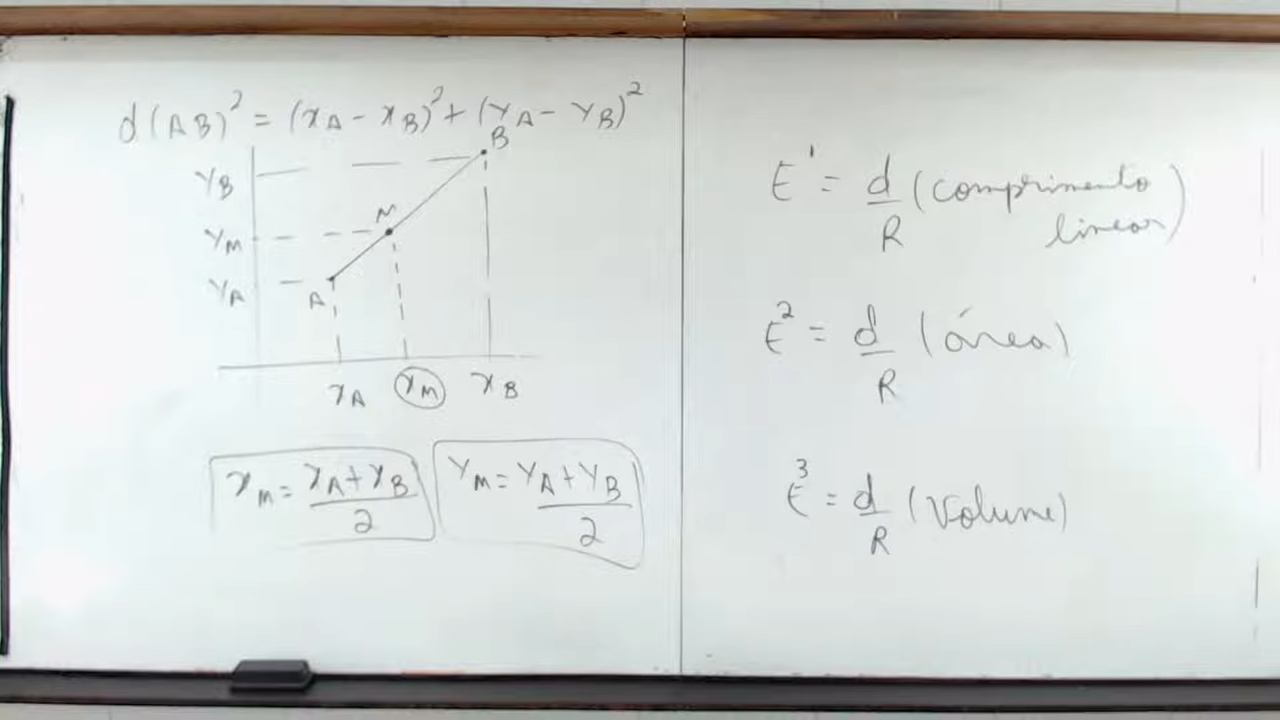 d(AB)² = (xA - xB)² + (yA - yB)²
B
yB
M
yM
yA
A
xA xM xB
xM = xA + xB / 2
yM = yA + yB / 2
E¹ = d/R (comprimento
linear)
E² = d/R (área)
E³ = d/R (Volume)